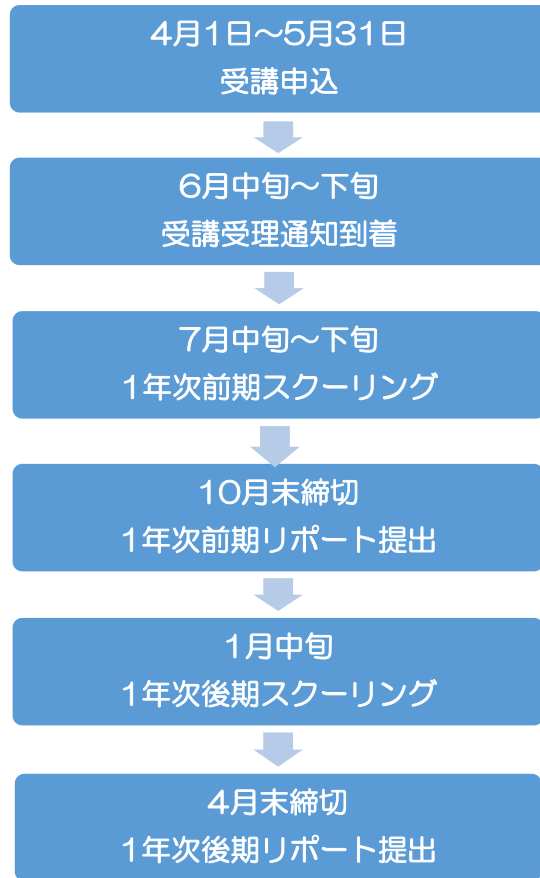 4月1日～5月31日
受講申込
6月中旬～下旬
受講受理通知到着
7月中旬～下旬
1年次前期スクーリング
10月末締切
1年次前期リポート提出
1月中旬
1年次後期スクーリング
4月末締切
1年次後期リポート提出